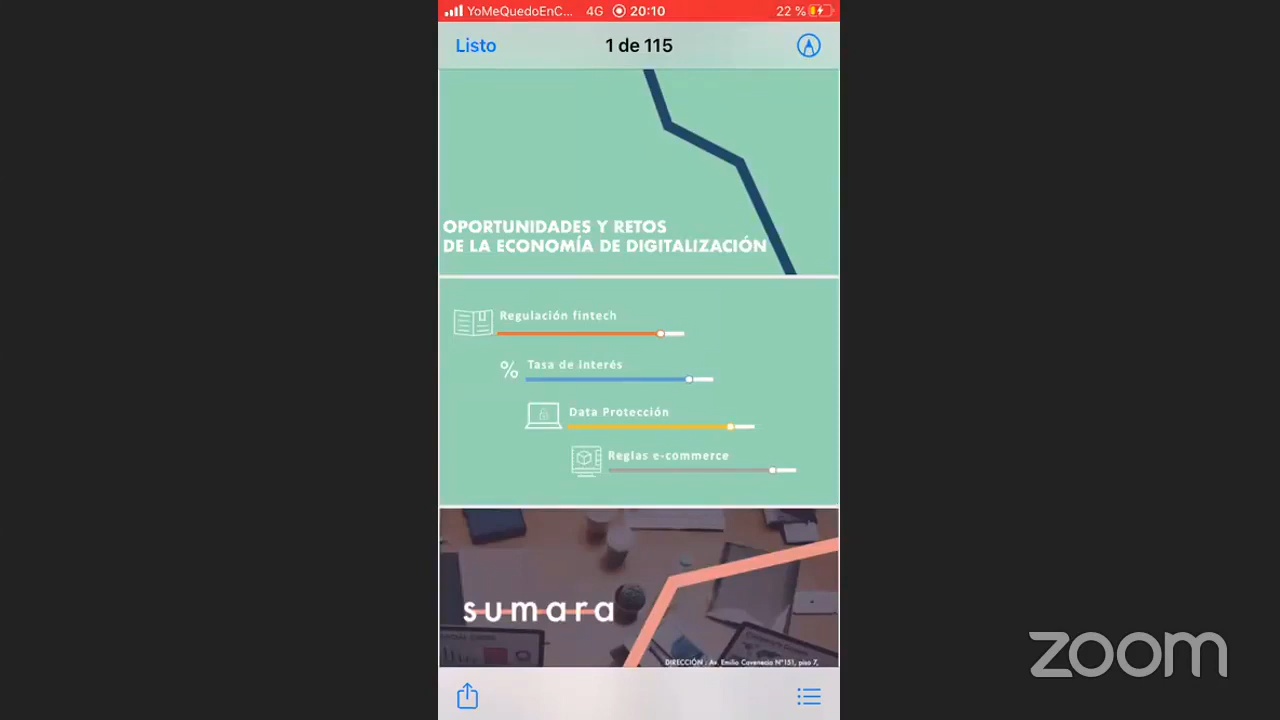 YoMeQuedoEnC... 4G 20:10 22 %
Listo 1 de 115
OPORTUNIDADES Y RETOS
DE LA ECONOMÍA DE DIGITALIZACIÓN
Regulación fintech
% Tasa de interés
Data Protección
Reglas e-commerce
sumara
DIRECCIÓN : Av. Emilio Cavenecia N°151, piso 7,
zoom